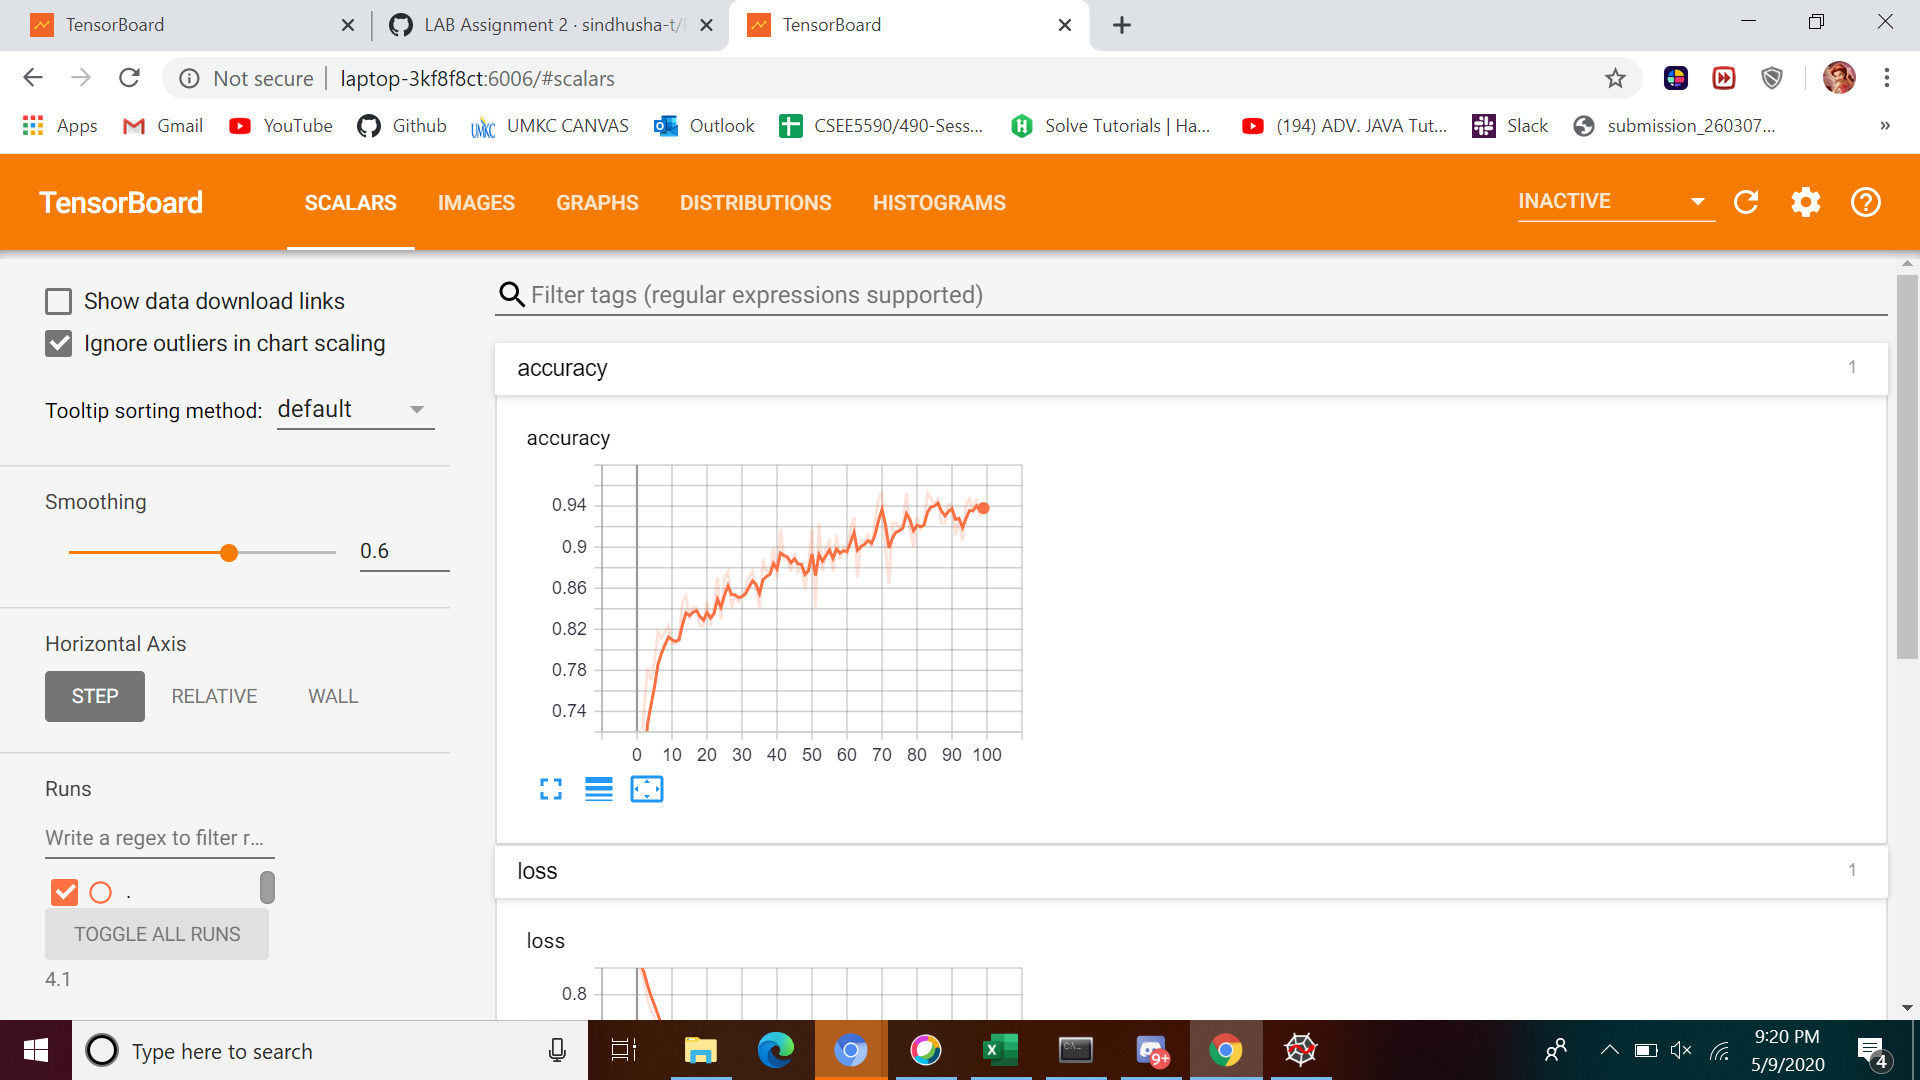 TensorBoard
LAB Assignment 2 · sindhusha-t/
TensorBoard
Not secure
laptop-3kf8f8ct:6006/#scalars
Apps
Gmail
YouTube
Github
UMKC CANVAS
Outlook
CSEE5590/490-Sess...
Solve Tutorials | Ha...
(194) ADV. JAVA Tut...
Slack
submission_260307...
»
TensorBoard
SCALARS
IMAGES
GRAPHS
DISTRIBUTIONS
HISTOGRAMS
INACTIVE
Show data download links
Ignore outliers in chart scaling
Tooltip sorting method: default
Smoothing
0.6
Horizontal Axis
STEP
RELATIVE
WALL
Runs
Write a regex to filter r...
.
TOGGLE ALL RUNS
4.1
Filter tags (regular expressions supported)
accuracy
1
accuracy
0.94
0.9
0.86
0.82
0.78
0.74
0 10 20 30 40 50 60 70 80 90 100
loss
1
loss
0.8
Type here to search
9+
9:20 PM
5/9/2020
4